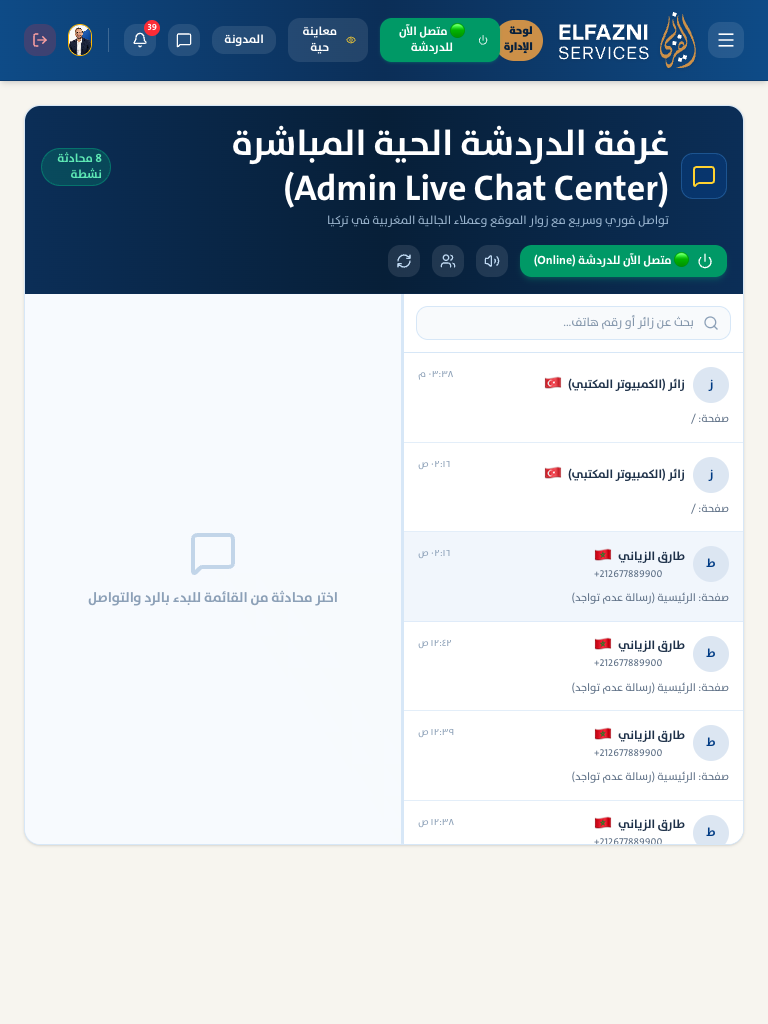 ELFAZNI
SERVICES
لوحة
الإدارة
متصل الآن
للدردشة
معاينة
حية
المدونة
39
غرفة الدردشة الحية المباشرة
(Admin Live Chat Center)
تواصل فوري وسريع مع زوار الموقع وعملاء الجالية المغربية في تركيا
8 محادثة
نشطة
متصل الآن للدردشة (Online)
بحث عن زائر أو رقم هاتف...
ز
زائر (الكمبيوتر المكتبي)
٠٣:٣٨ م
صفحة: /
ز
زائر (الكمبيوتر المكتبي)
٠٢:١٦ ص
صفحة: /
ط
طارق الزياني
٠٢:١٦ ص
+212677889900
صفحة: الرئيسية (رسالة عدم تواجد)
ط
طارق الزياني
١٢:٤٢ ص
+212677889900
صفحة: الرئيسية (رسالة عدم تواجد)
ط
طارق الزياني
١٢:٣٩ ص
+212677889900
صفحة: الرئيسية (رسالة عدم تواجد)
ط
طارق الزياني
١٢:٣٨ ص
+212677889900
اختر محادثة من القائمة للبدء بالرد والتواصل